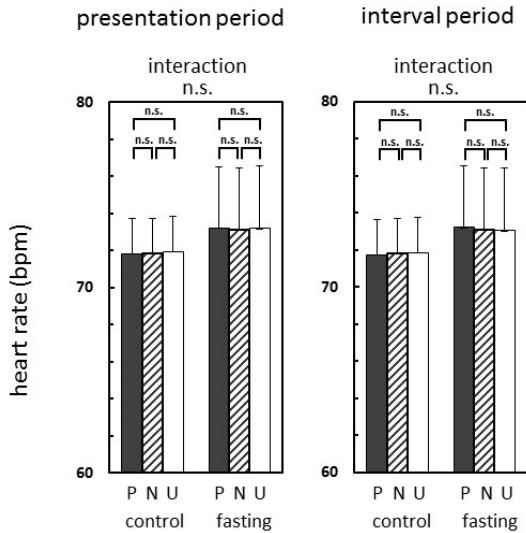 presentation period
interval period
interaction
n.s.
interaction
n.s.
80
n.s.
n.s.
n.s. n.s.
n.s. n.s.
80
n.s.
n.s.
n.s. n.s.
n.s. n.s.
70
70
heart rate (bpm)
60
60
P N U
P N U
P N U
P N U
control
fasting
control
fasting